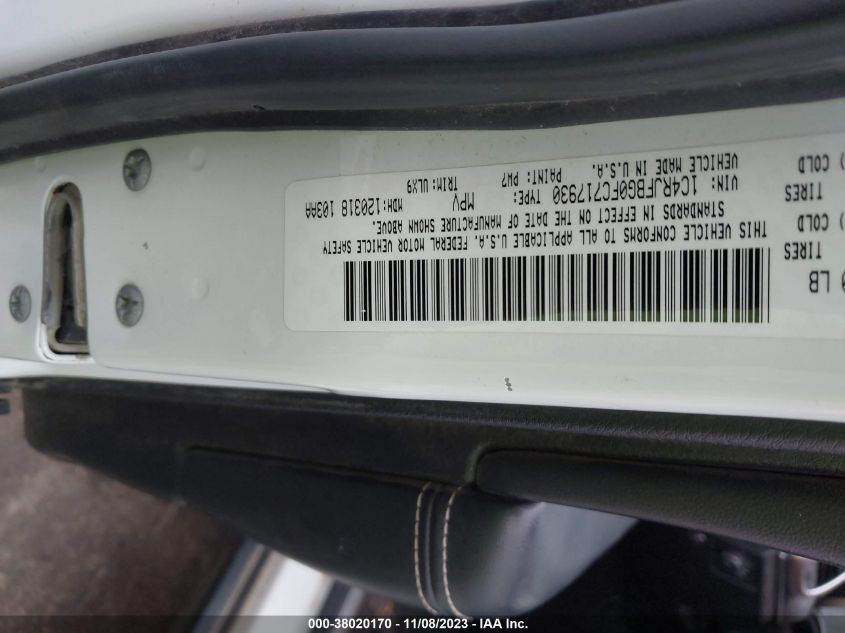 THIS VEHICLE CONFORMS TO ALL APPLICABLE U.S.A. FEDERAL MOTOR VEHICLE SAFETY
STANDARDS IN EFFECT ON THE DATE OF MANUFACTURE SHOWN ABOVE.
VIN: 1C4RJFBG0FC717930 TYPE: MPV MDH:120318 103AA
VEHICLE MADE IN U.S.A. PAINT: PW7 TRIM:ULX9
LB
TIRES
) COLD
TIRES
) COLD
000-38020170 - 11/08/2023 - IAA Inc.